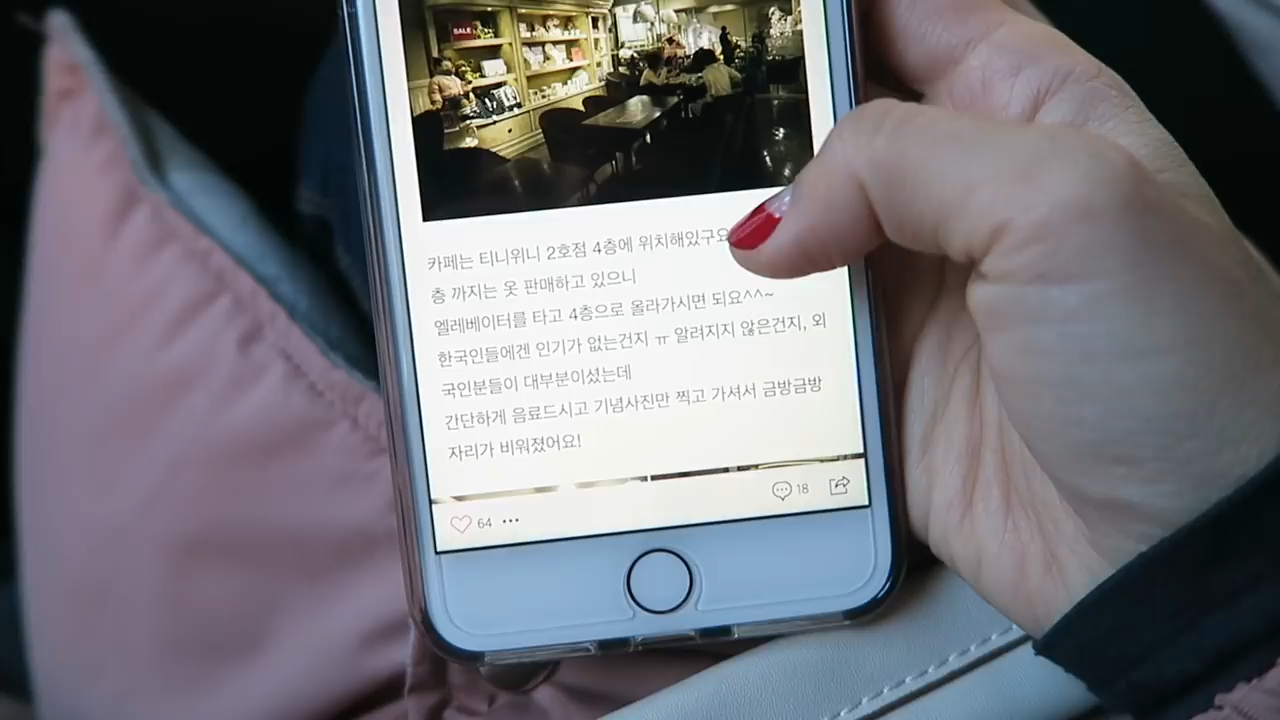 SALE
카페는 티니위니 2호점 4층에 위치해있구요
층 까지는 옷 판매하고 있으니
엘레베이터를 타고 4층으로 올라가시면 되요^^~
한국인들에겐 인기가 없는건지 ㅠ 알려지지 않은건지, 외
국인분들이 대부분이셨는데
간단하게 음료드시고 기념사진만 찍고 가셔서 금방금방
자리가 비워졌어요!
64 ••• 18